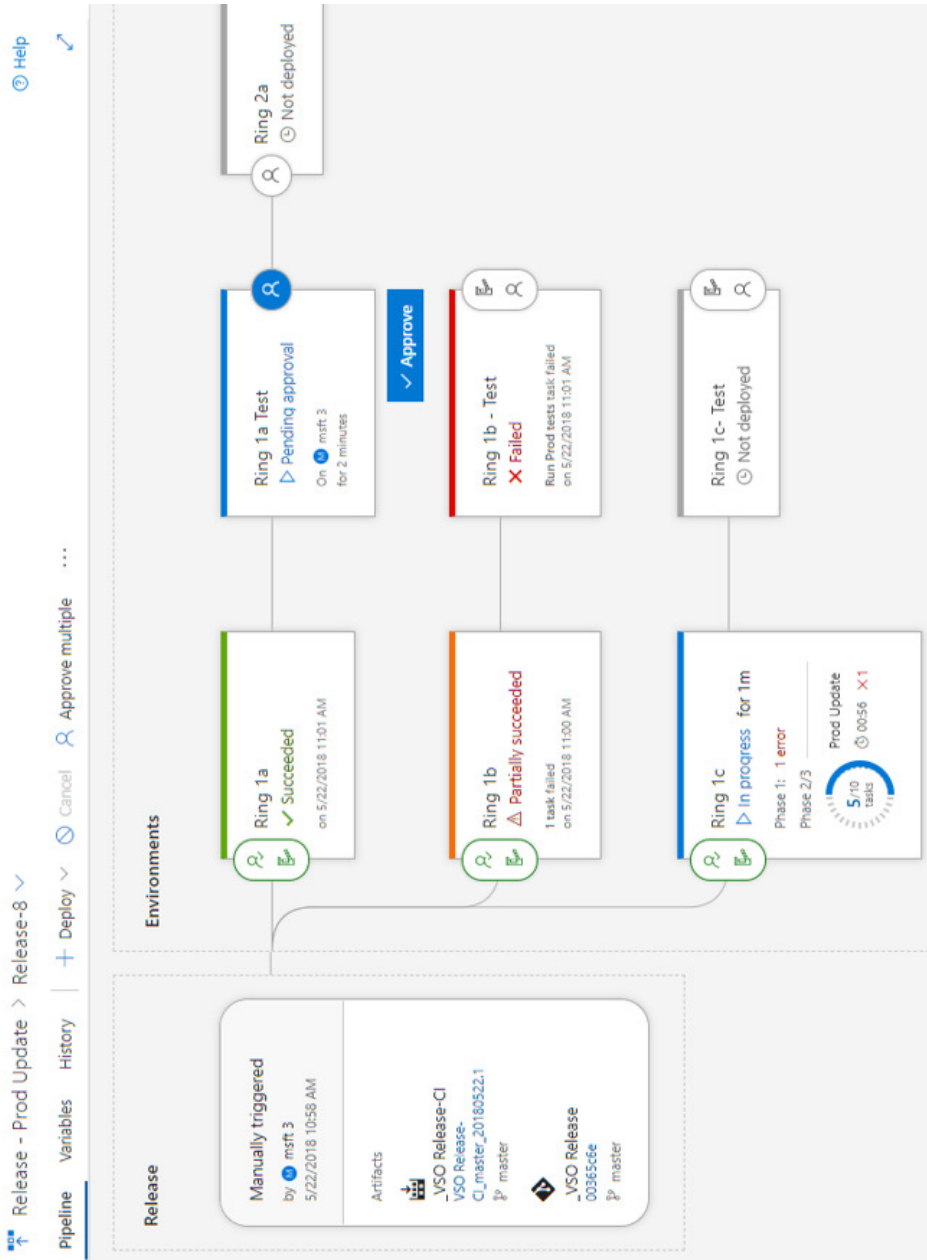 Release - Prod Update > Release-8
Help
Pipeline
Variables
History
Deploy
Cancel
Approve multiple
...
Release
Manually triggered
by M msft 3
5/22/2018 10:58 AM
Artifacts
_VSO Release-CI
VSO Release-
CI_master_20180522.1
master
_VSO Release
00365c6e
master
Environments
Ring 1a
Succeeded
on 5/22/2018 11:01 AM
Ring 1a Test
Pending approval
On M msft 3
for 2 minutes
Approve
Ring 2a
Not deployed
Ring 1b
Partially succeeded
1 task failed
on 5/22/2018 11:00 AM
Ring 1b - Test
Failed
Run Prod tests task failed
on 5/22/2018 11:01 AM
Ring 1c
In progress for 1m
Phase 1: 1 error
Phase 2/3
5/10
tasks
Prod Update
00:56 ×1
Ring 1c- Test
Not deployed